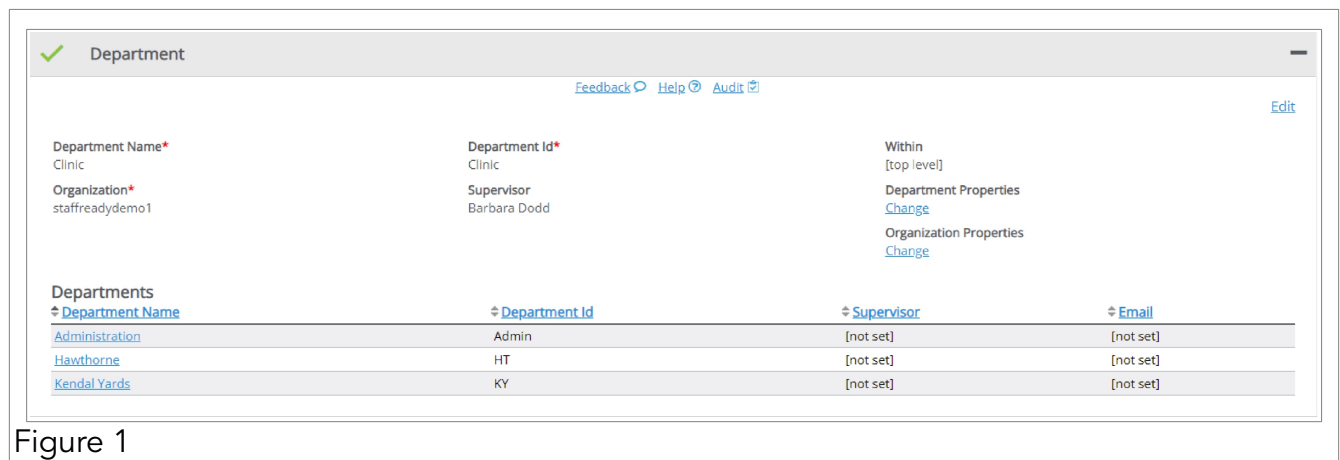 Department
Feedback Help Audit
Edit
Department Name* Department Id* Within
Clinic Clinic [top level]
Organization* Supervisor Department Properties
staffreadydemo1 Barbara Dodd Change
Organization Properties
Change
Departments
Department Name Department Id Supervisor Email
Administration Admin [not set] [not set]
Hawthorne HT [not set] [not set]
Kendal Yards KY [not set] [not set]
Figure 1